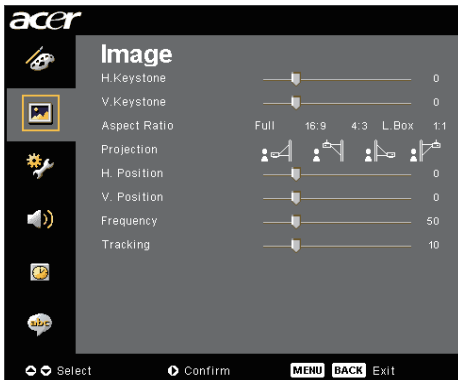 acer
Image
H.Keystone 0
V.Keystone 0
Aspect Ratio Full 16:9 4:3 L.Box 1:1
Projection
H. Position 0
V. Position 0
Frequency 50
Tracking 10
abc
Select Confirm MENU BACK Exit